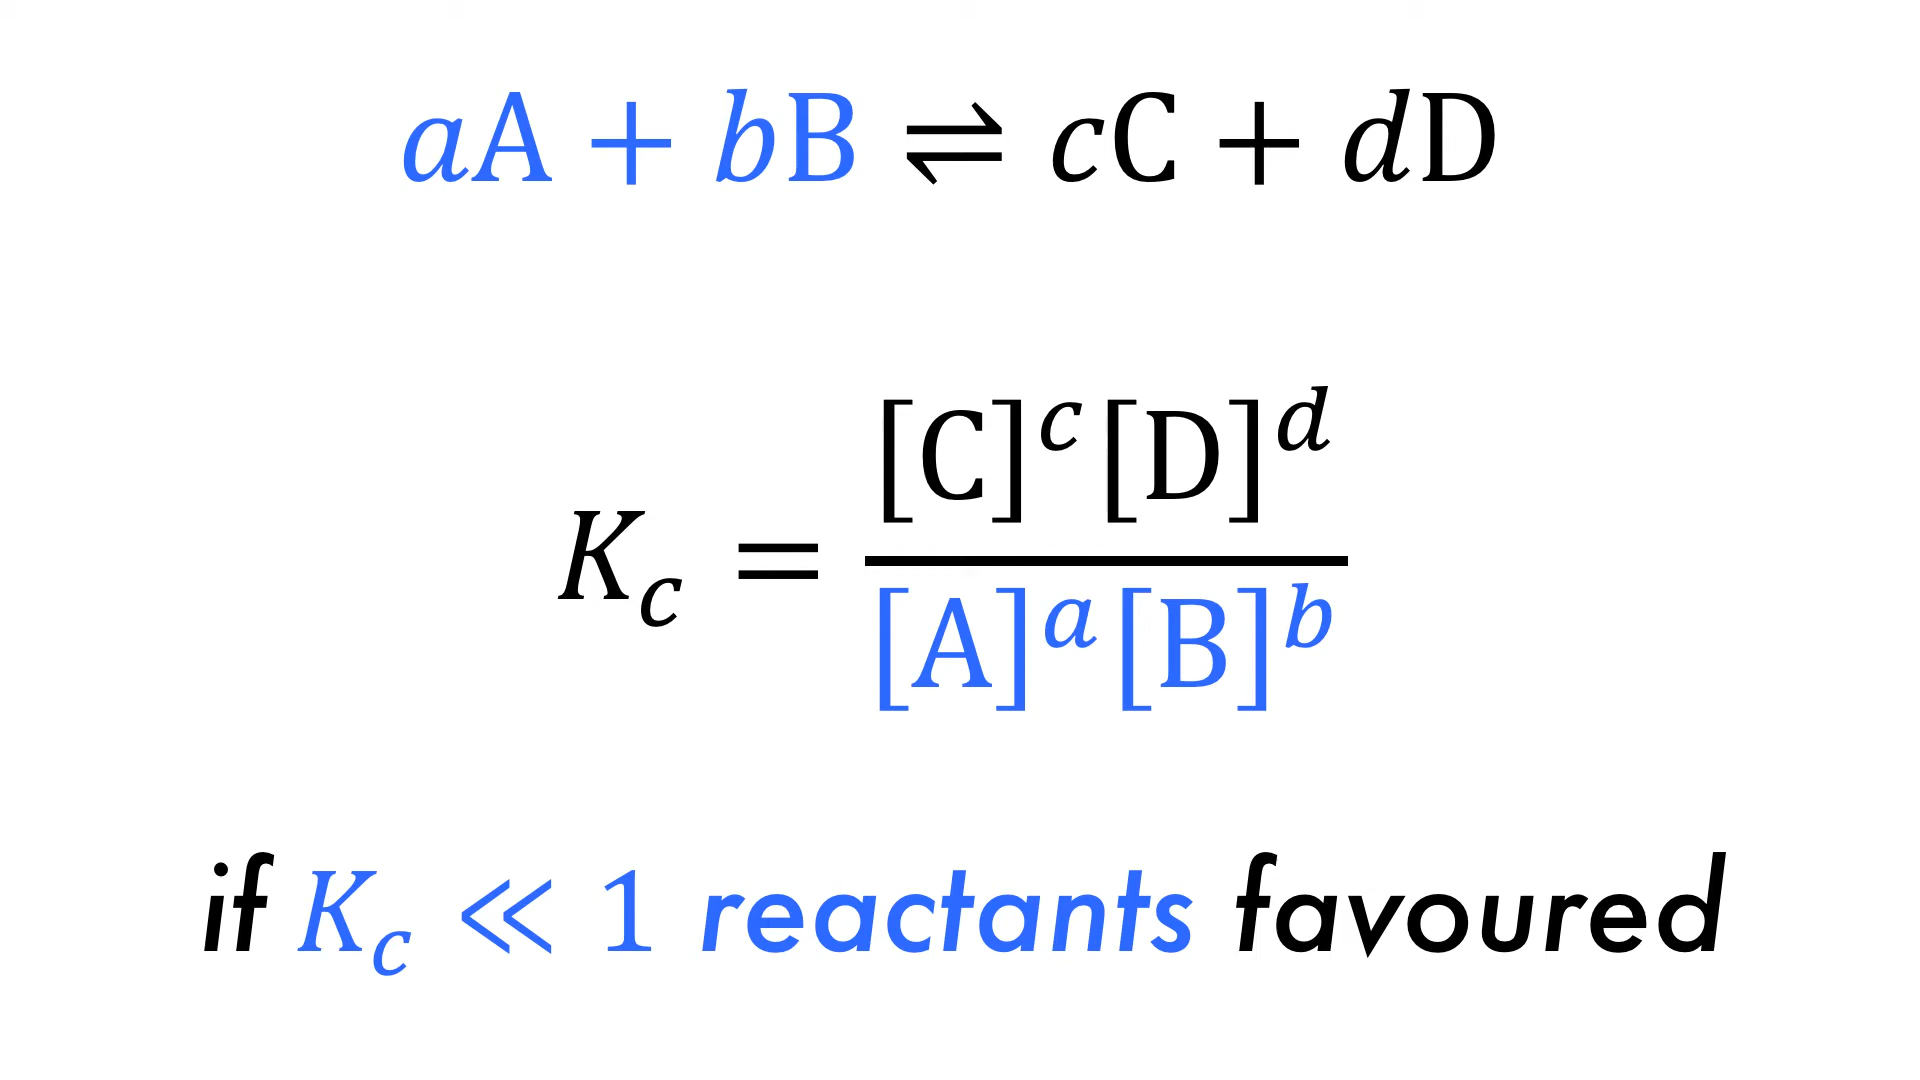 aA + bB ⇌ cC + dD
K_c = [C]^c[D]^d / [A]^a[B]^b
if K_c ≪ 1 reactants favoured